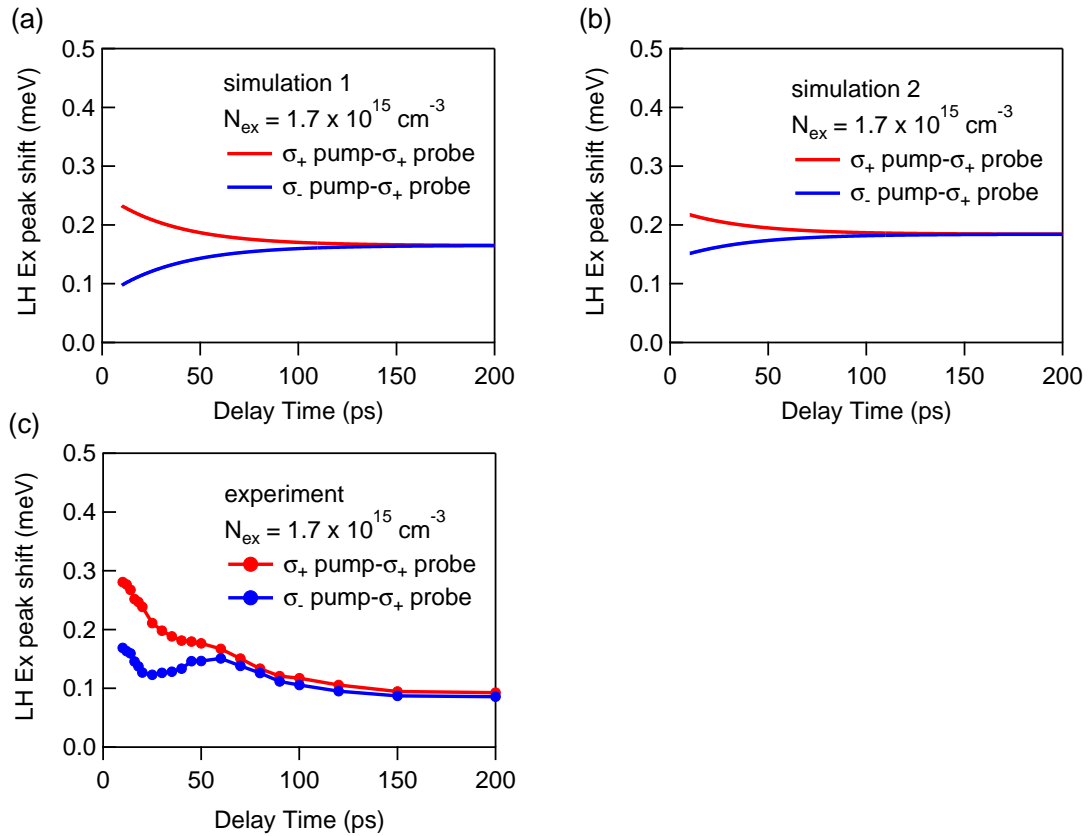 (a)
LH Ex peak shift (meV)
0.5
0.4
0.3
0.2
0.1
0.0
simulation 1
N_ex = 1.7 x 10^15 cm^-3
σ+ pump-σ+ probe
σ- pump-σ+ probe
0 50 100 150 200
Delay Time (ps)
(b)
LH Ex peak shift (meV)
0.5
0.4
0.3
0.2
0.1
0.0
simulation 2
N_ex = 1.7 x 10^15 cm^-3
σ+ pump-σ+ probe
σ- pump-σ+ probe
0 50 100 150 200
Delay Time (ps)
(c)
LH Ex peak shift (meV)
0.5
0.4
0.3
0.2
0.1
0.0
experiment
N_ex = 1.7 x 10^15 cm^-3
σ+ pump-σ+ probe
σ- pump-σ+ probe
0 50 100 150 200
Delay Time (ps)